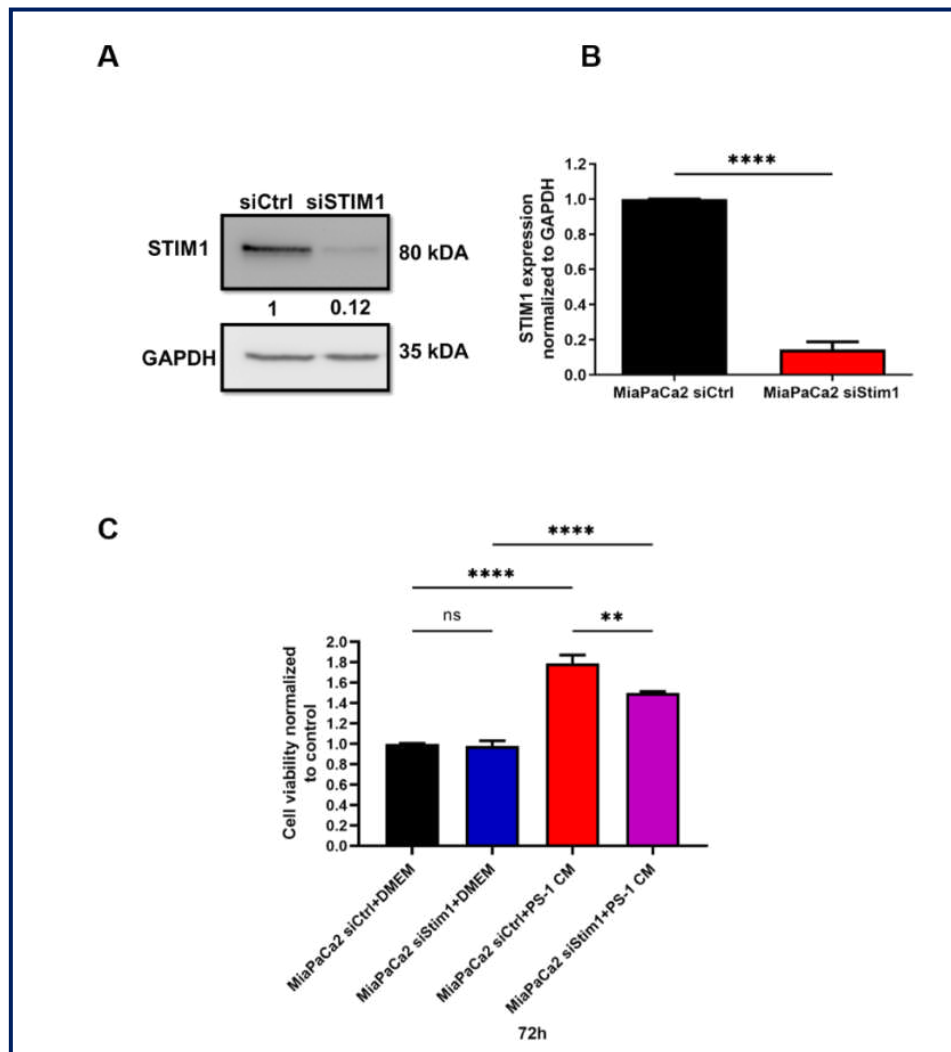 A
siCtrl siSTIM1
STIM1
80 kDA
1 0.12
GAPDH
35 kDA
B
****
STIM1 expression
normalized to GAPDH
1.2
1.0
0.8
0.6
0.4
0.2
0.0
MiaPaCa2 siCtrl
MiaPaCa2 siStim1
C
****
****
ns
**
Cell viability normalized
to control
2.0
1.8
1.6
1.4
1.2
1.0
0.8
0.6
0.4
0.2
0.0
MiaPaCa2 siCtrl+DMEM
MiaPaCa2 siStim1+DMEM
MiaPaCa2 siCtrl+PS-1 CM
MiaPaCa2 siStim1+PS-1 CM
72h